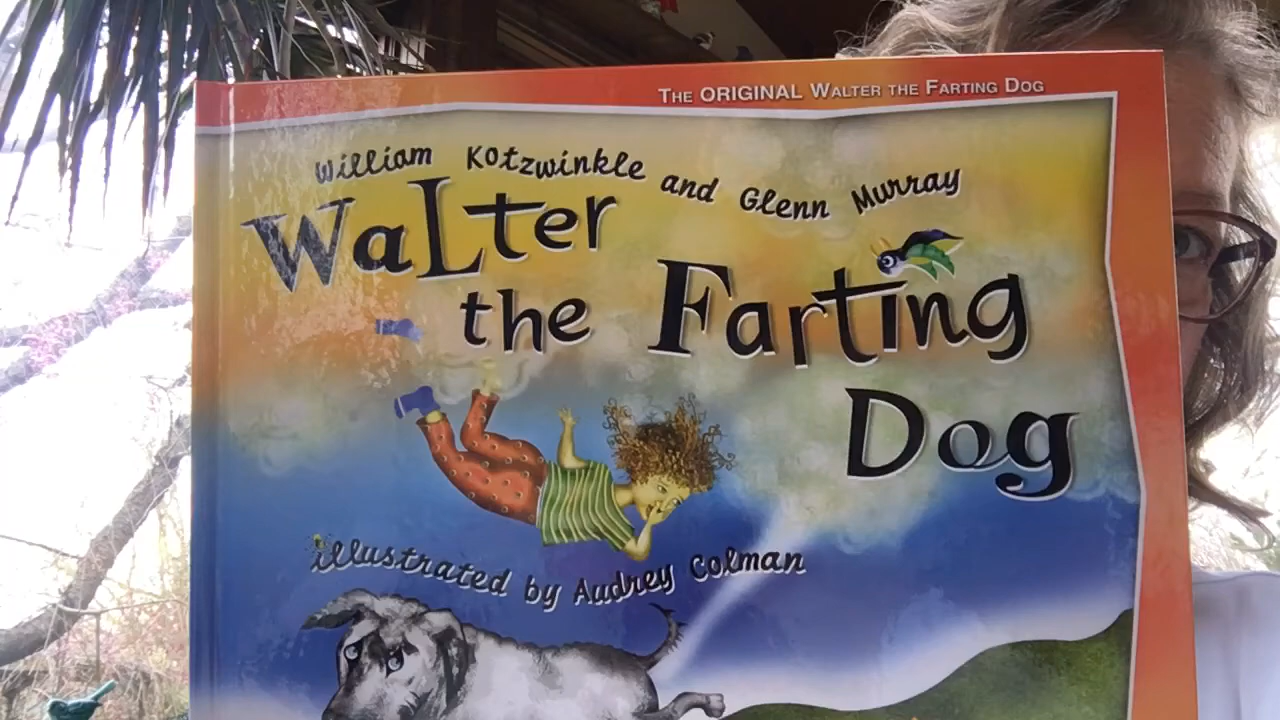 THE ORIGINAL WALTER THE FARTING DOG
William Kotzwinkle and Glenn Murray
WaLter
the Farting
Dog
illustrated by Audrey Colman